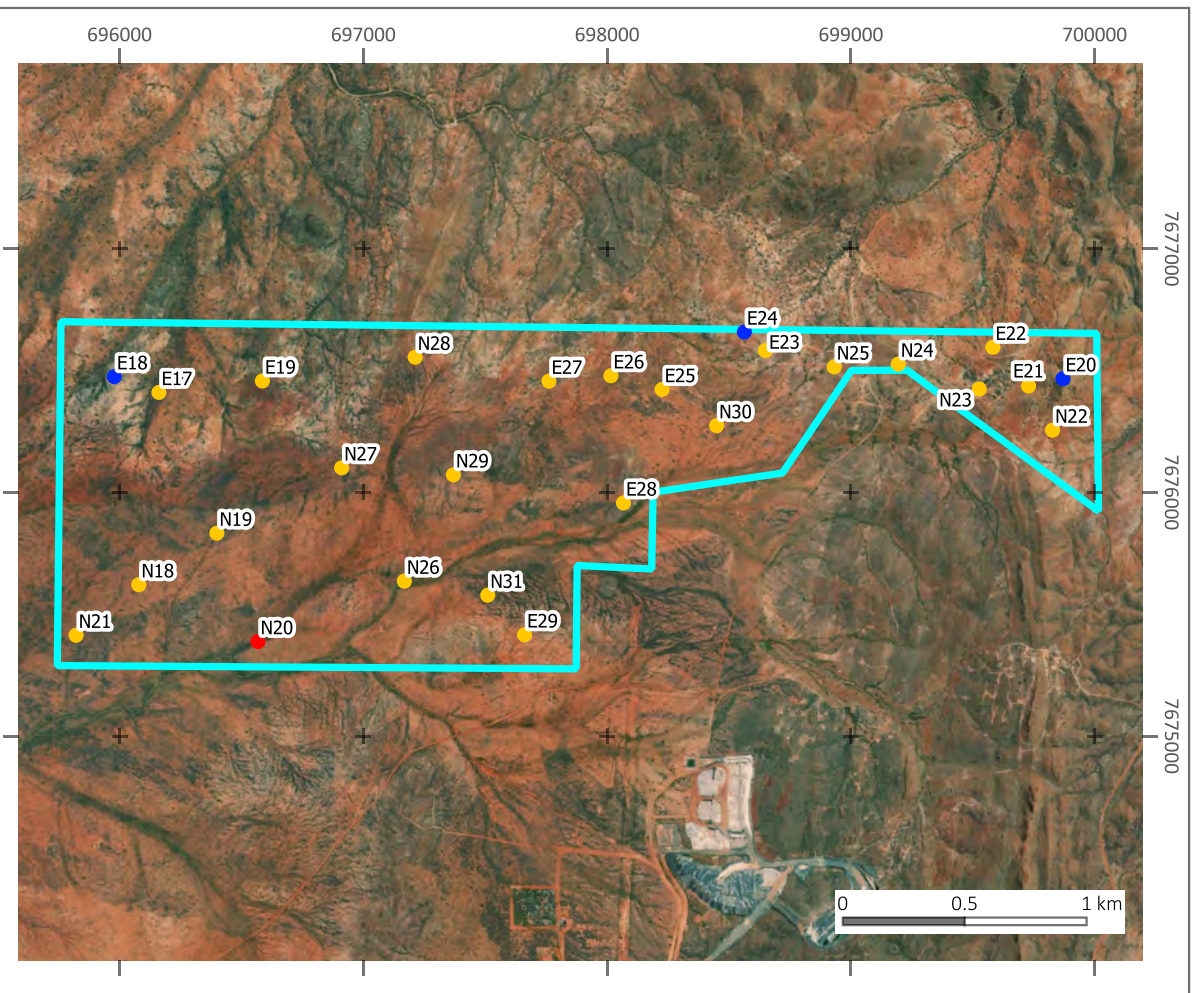 696000 697000 698000 699000 700000
7677000
E24
E22
N28 E23
N25 N24
E18 E19 E27 E26 E25 E21 E20
E17
N23
N22
N30
N27 N29
E28
7676000
N19
N18 N26
N31
N21 N20 E29
7675000
0 0.5 1 km